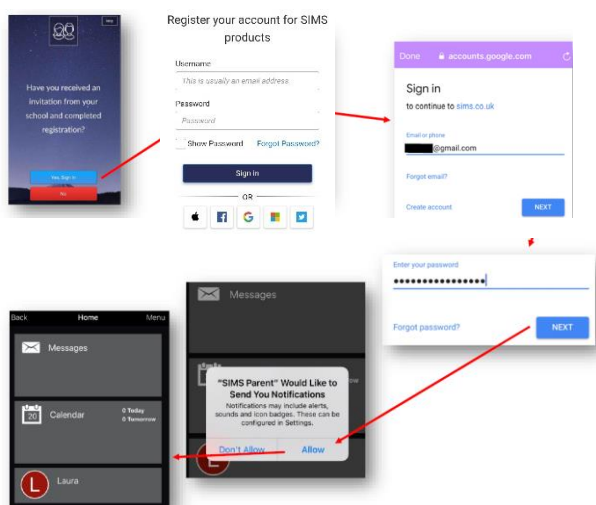 Help
Have you received an
invitation from your
school and completed
registration?
Yes, Sign in
No
Register your account for SIMS
products
Username
This is usually an email address
Password
Password
Show Password Forgot Password?
Sign in
OR
Done accounts.google.com
Sign in
to continue to sims.co.uk
Email or phone
@gmail.com
Forgot email?
Create account NEXT
Enter your password
Forgot password? NEXT
Messages
"SIMS Parent" Would Like to
Send You Notifications
Notifications may include alerts,
sounds and icon badges. These can be
configured in Settings.
Don't Allow Allow
L
Back Home Menu
Messages
20 Calendar 0 Today
0 Tomorrow
L Laura